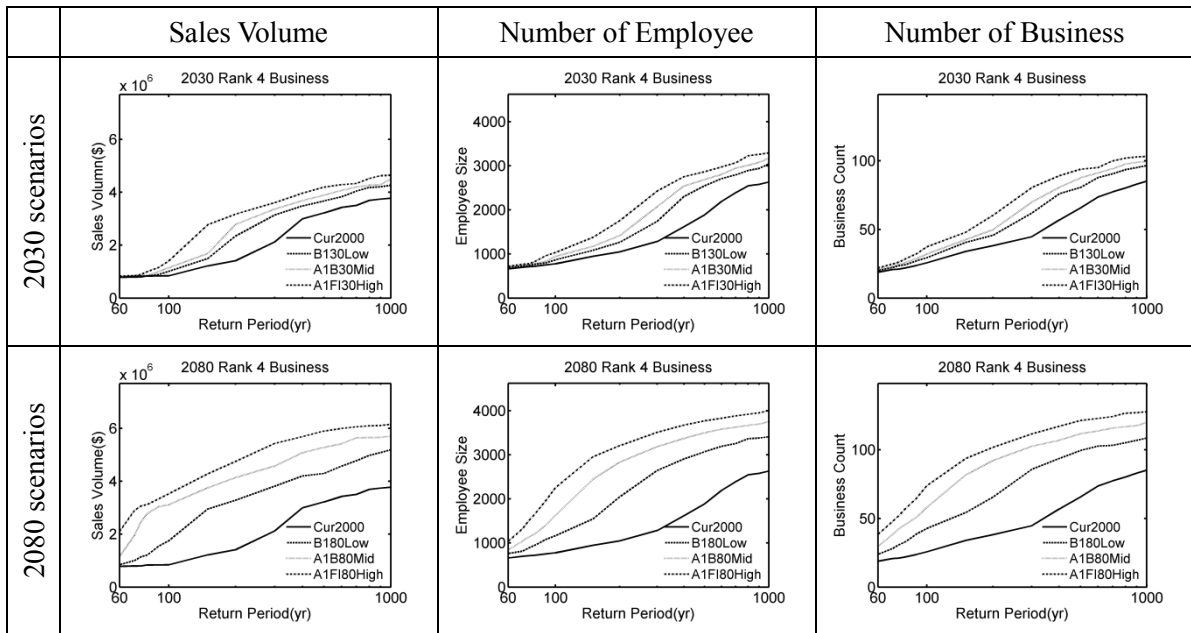 Sales Volume
Number of Employee
Number of Business
2030 scenarios
x 10^6
2030 Rank 4 Business
Sales Volumn($)
6
4
2
0
Cur2000
B130Low
A1B30Mid
A1FI30High
60
100
1000
Return Period(yr)
2030 Rank 4 Business
Employee Size
4000
3000
2000
1000
0
Cur2000
B130Low
A1B30Mid
A1FI30High
60
100
1000
Return Period(yr)
2030 Rank 4 Business
Business Count
100
50
0
Cur2000
B130Low
A1B30Mid
A1FI30High
60
100
1000
Return Period(yr)
2080 scenarios
x 10^6
2080 Rank 4 Business
Sales Volume($)
6
4
2
0
Cur2000
B180Low
A1B80Mid
A1FI80High
60
100
1000
Return Period(yr)
2080 Rank 4 Business
Employee Size
4000
3000
2000
1000
0
Cur2000
B180Low
A1B80Mid
A1FI80High
60
100
1000
Return Period(yr)
2080 Rank 4 Business
Business Count
100
50
0
Cur2000
B180Low
A1B80Mid
A1FI80High
60
100
1000
Return Period(yr)